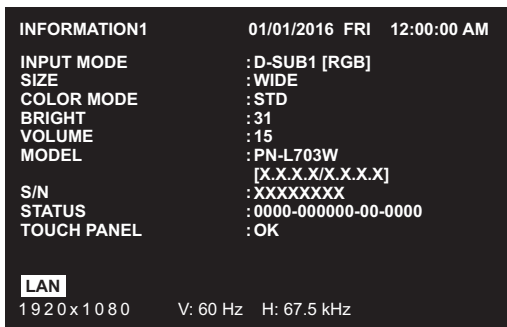 INFORMATION1 01/01/2016 FRI 12:00:00 AM
INPUT MODE : D-SUB1 [RGB]
SIZE : WIDE
COLOR MODE : STD
BRIGHT : 31
VOLUME : 15
MODEL : PN-L703W
[X.X.X.X/X.X.X.X]
S/N : XXXXXXXX
STATUS : 0000-000000-00-0000
TOUCH PANEL : OK
LAN
1920x1080 V: 60 Hz H: 67.5 kHz